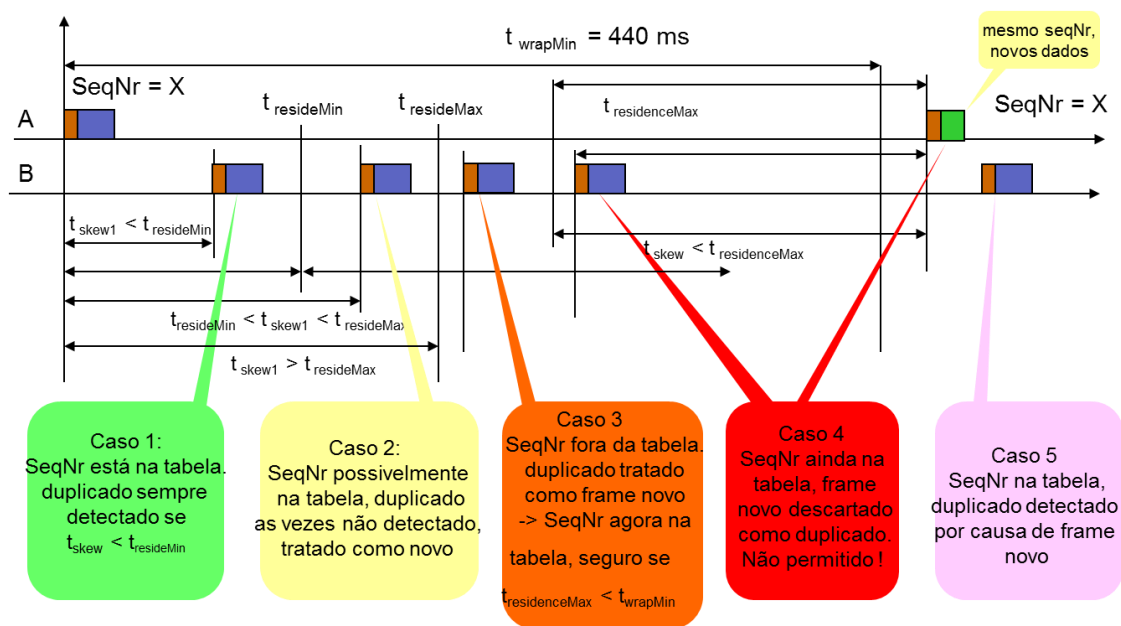 t wrapMin = 440 ms
mesmo seqNr,
novos dados
SeqNr = X
t resideMin
t resideMax
t residenceMax
SeqNr = X
A
B
t skew1 < t resideMin
t skew < t residenceMax
t resideMin < t skew1 < t resideMax
t skew1 > t resideMax
Caso 1:
SeqNr está na tabela.
duplicado sempre
detectado se
t skew < t resideMin
Caso 2:
SeqNr possivelmente
na tabela, duplicado
as vezes não detectado,
tratado como novo
Caso 3
SeqNr fora da tabela.
duplicado tratado
como frame novo
-> SeqNr agora na
tabela, seguro se
t residenceMax < t wrapMin
Caso 4
SeqNr ainda na
tabela, frame
novo descartado
como duplicado.
Não permitido !
Caso 5
SeqNr na tabela,
duplicado detectado
por causa de frame
novo